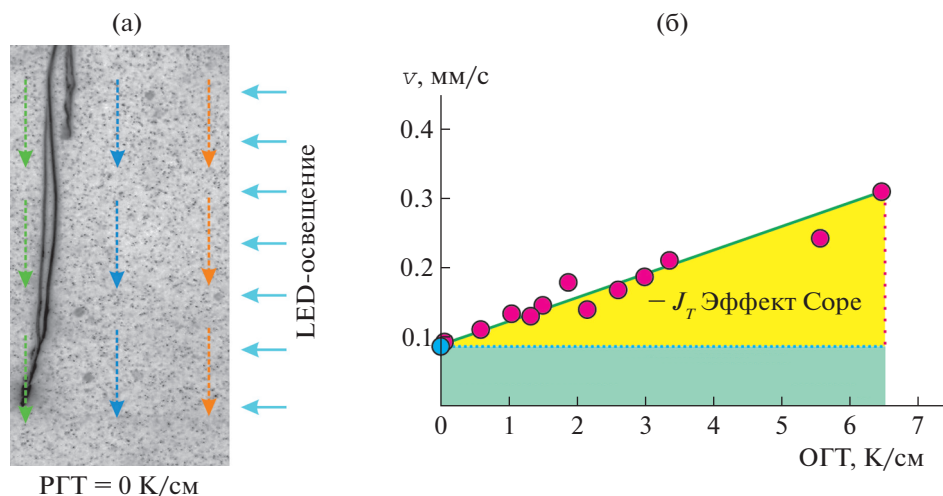 (а)
LED-освещение
РГТ = 0 К/см
(б)
v, мм/с
0.4
0.3
0.2
0.1
– J_T Эффект Соре
0 1 2 3 4 5 6 7
ОГТ, К/см